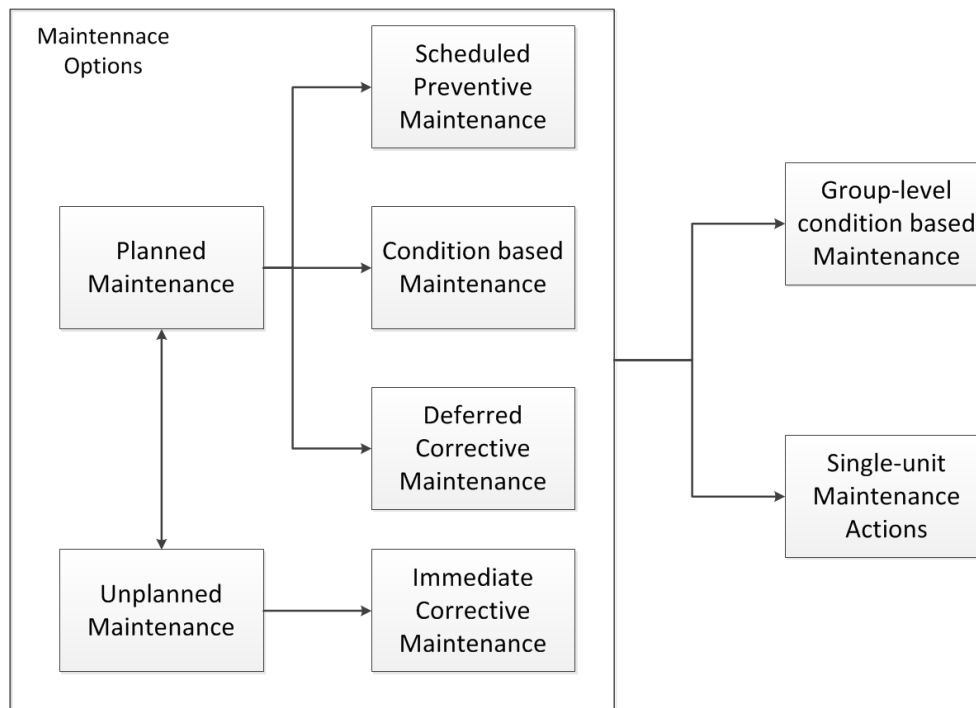 Maintennace
Options
Scheduled
Preventive
Maintenance
Planned
Maintenance
Condition based
Maintenance
Deferred
Corrective
Maintenance
Unplanned
Maintenance
Immediate
Corrective
Maintenance
Group-level
condition based
Maintenance
Single-unit
Maintenance
Actions